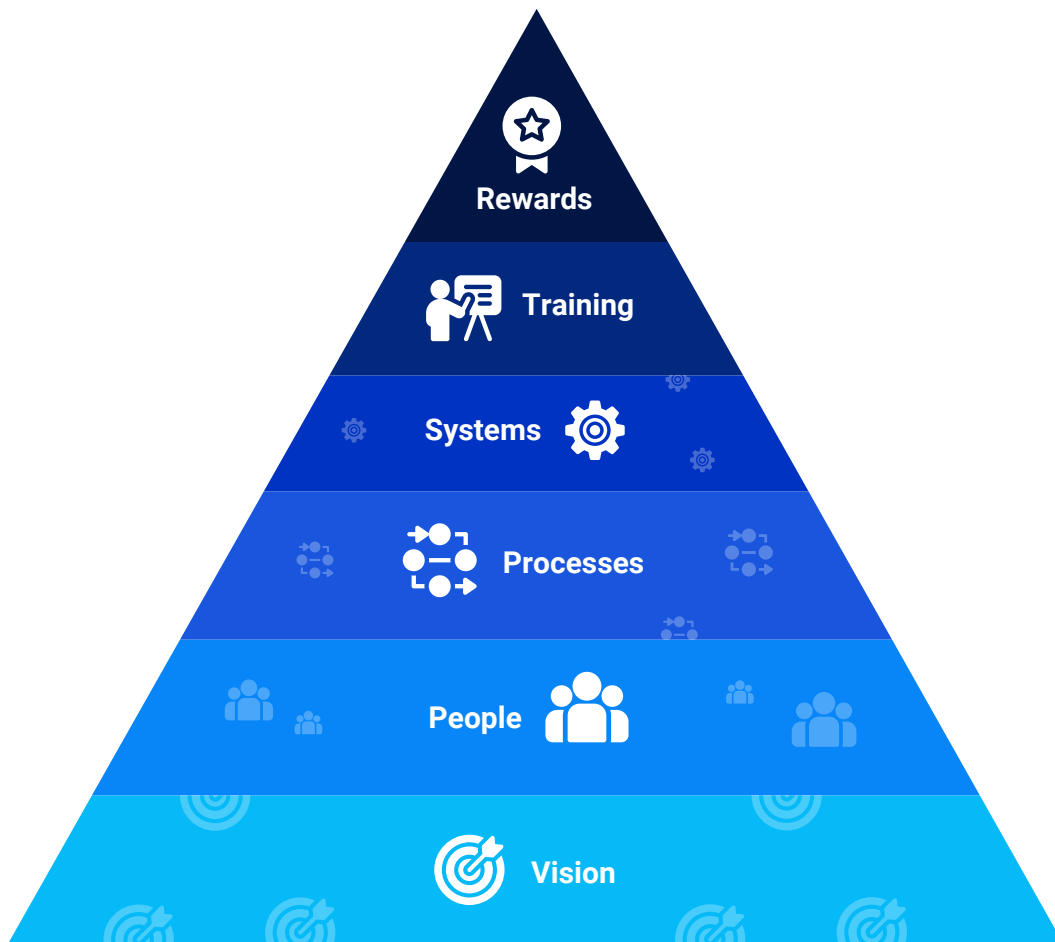 Rewards
Training
Systems
Processes
People
Vision